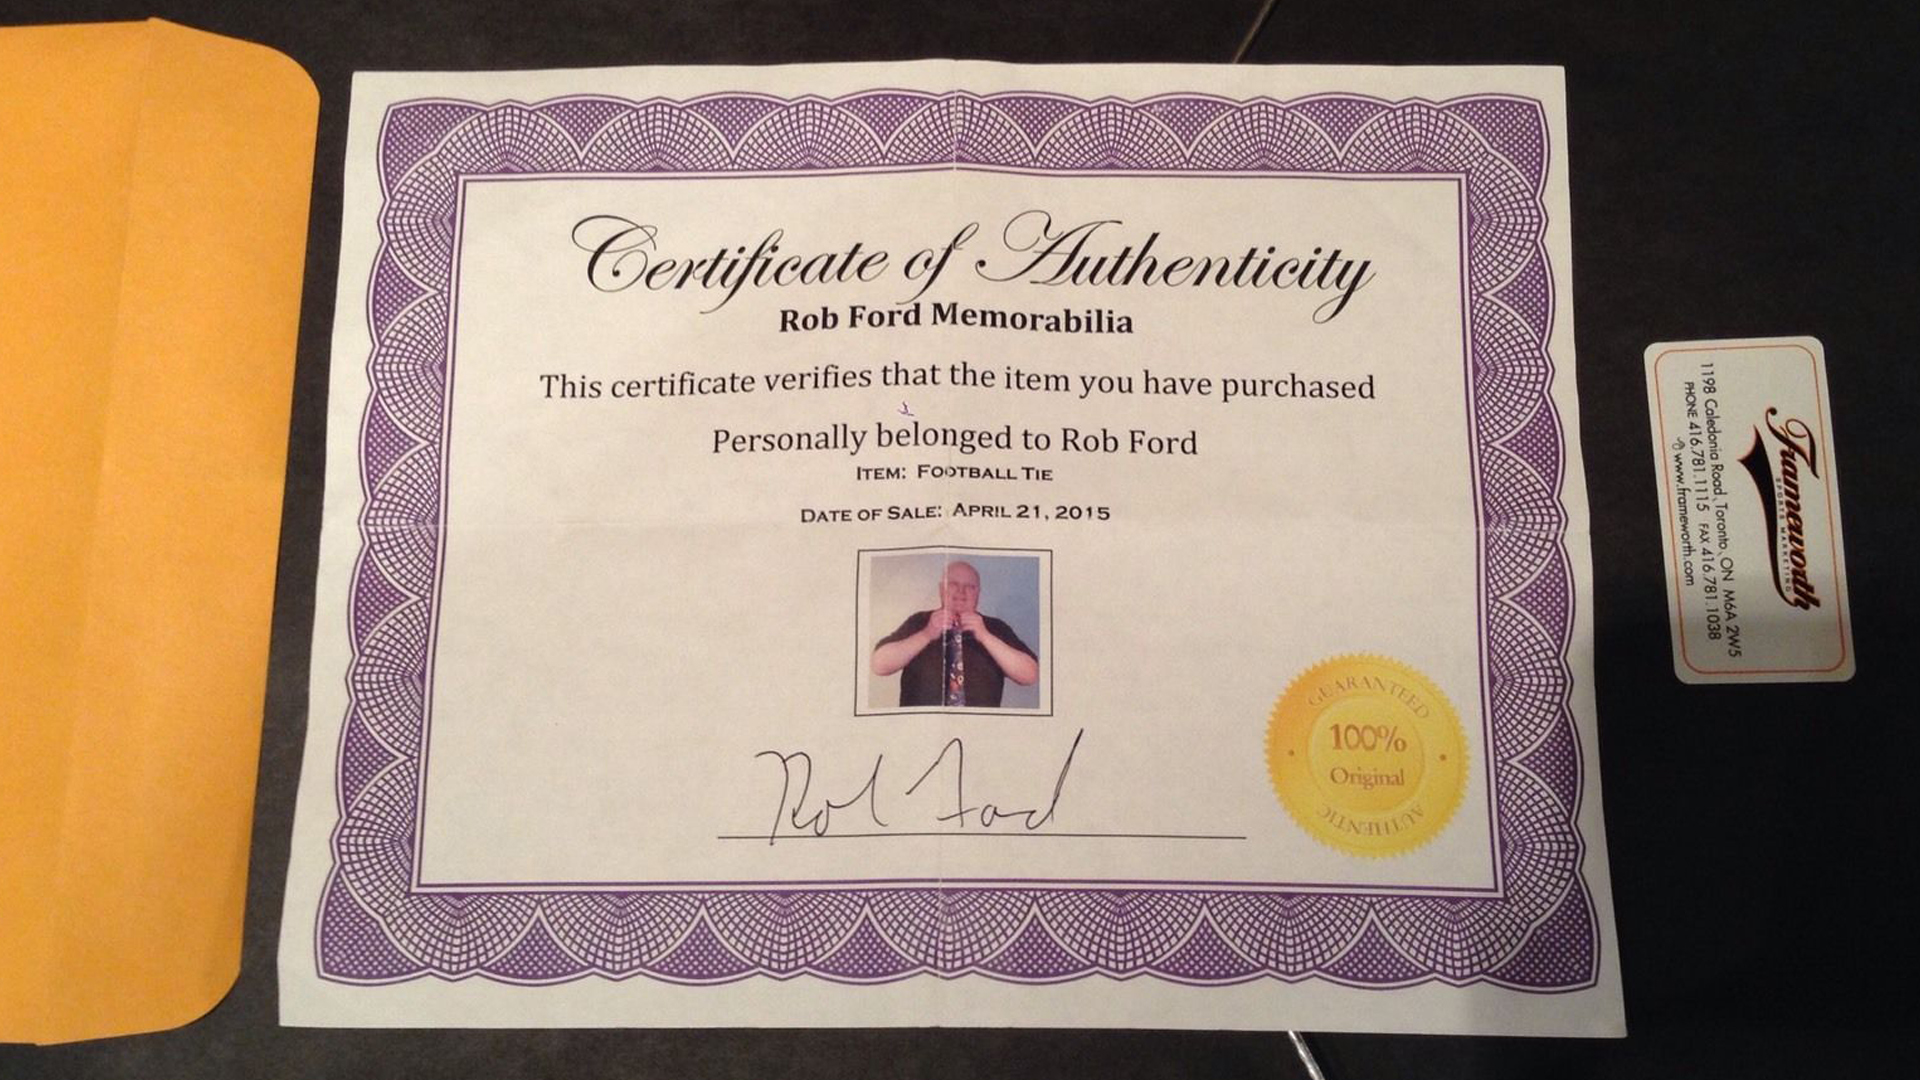 Certificate of Authenticity
Rob Ford Memorabilia
This certificate verifies that the item you have purchased
Personally belonged to Rob Ford
ITEM: FOOTBALL TIE
DATE OF SALE: APRIL 21, 2015
Rob Ford
GUARANTEED
100%
Original
AUTHENTIC
Frameworth
SPORTS MARKETING
1198 Caledonia Road, Toronto, ON M6A 2W5
PHONE 416.781.1115 FAX 416.781.1038
www.frameworth.com